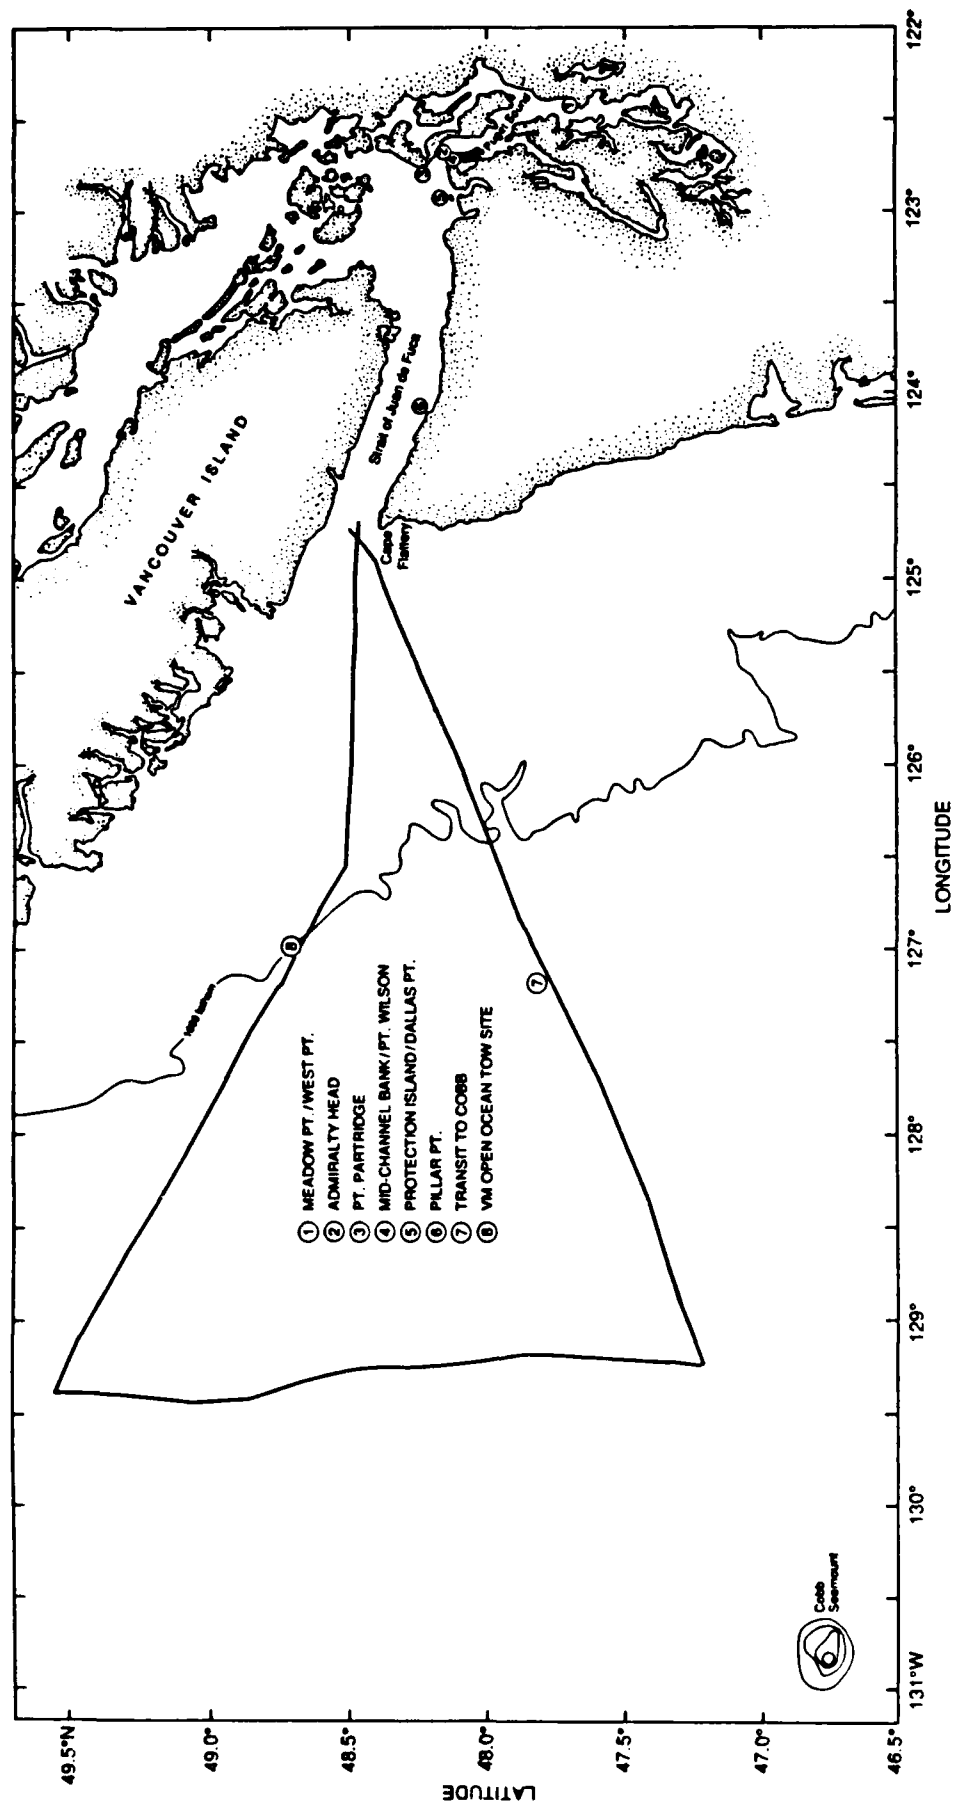 VANCOUVER ISLAND
Strait of Juan de Fuca
Cape
Flattery
① MEADOW PT./WEST PT.
② ADMIRALTY HEAD
③ PT. PARTRIDGE
④ MID-CHANNEL BANK/PT. WILSON
⑤ PROTECTION ISLAND/DALLAS PT.
⑥ PILLAR PT.
⑦ TRANSIT TO COBB
⑧ VM OPEN OCEAN TOW SITE
⑧
⑦
Cobb
Seamount
LATITUDE
49.5°N
49.0°
48.5°
48.0°
47.5°
47.0°
46.5°
131°W
130°
129°
128°
127°
126°
125°
124°
123°
122°
LONGITUDE